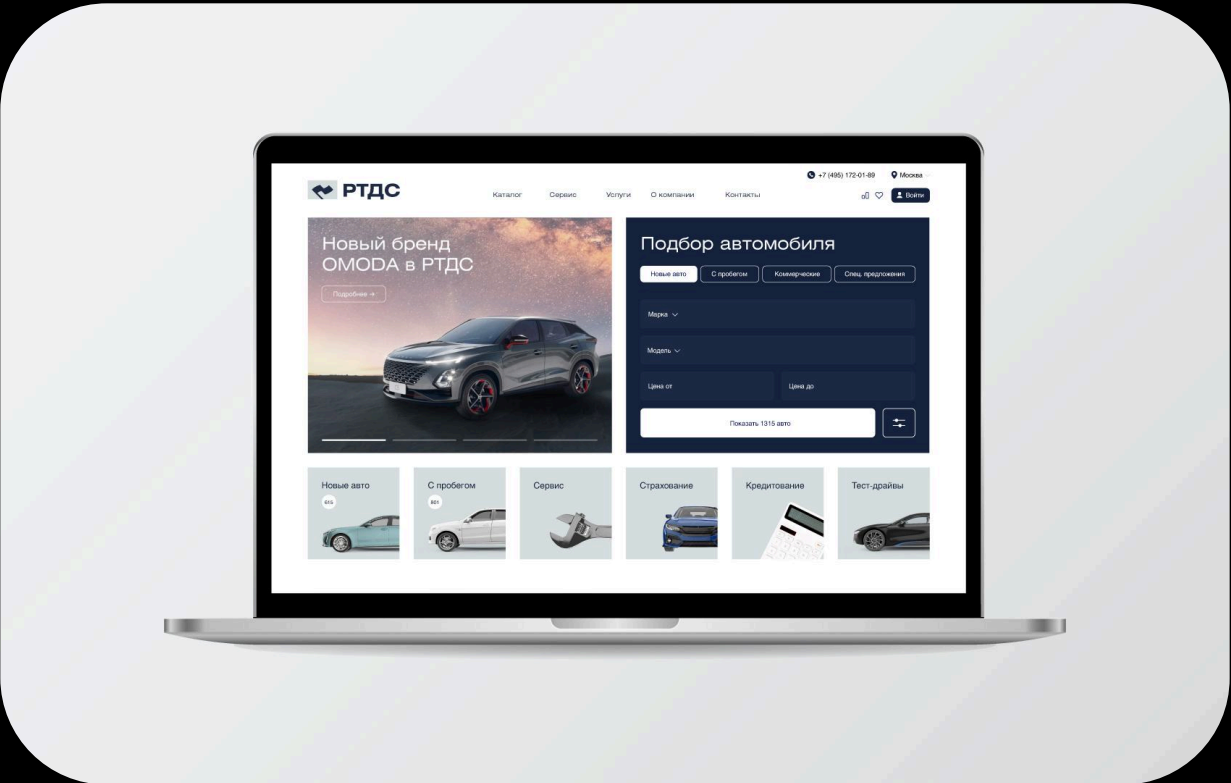 +7 (495) 172-01-89 Москва
РТДС
Каталог Сервис Услуги О компании Контакты Войти
Новый бренд
OMODA в РТДС
Подробнее →
Подбор автомобиля
Новые авто С пробегом Коммерческие Спец. предложения
Марка
Модель
Цена от Цена до
Показать 1315 авто
Новые авто
815
С пробегом
801
Сервис
Страхование
Кредитование
Тест-драйвы